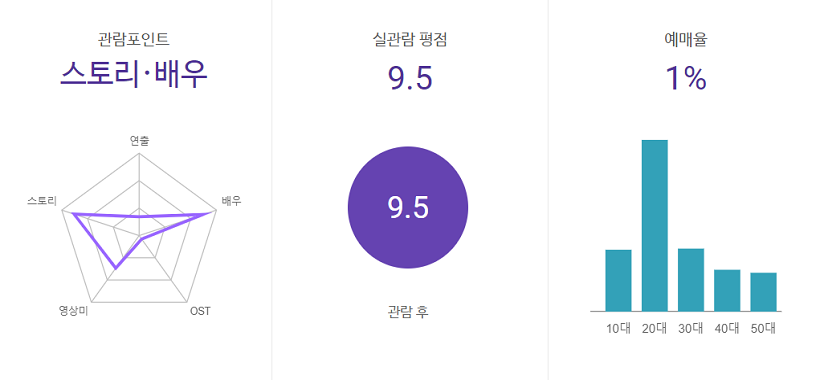 관람포인트
스토리·배우
연출
스토리
배우
영상미
OST
실관람 평점
9.5
9.5
관람 후
예매율
1%
10대 20대 30대 40대 50대